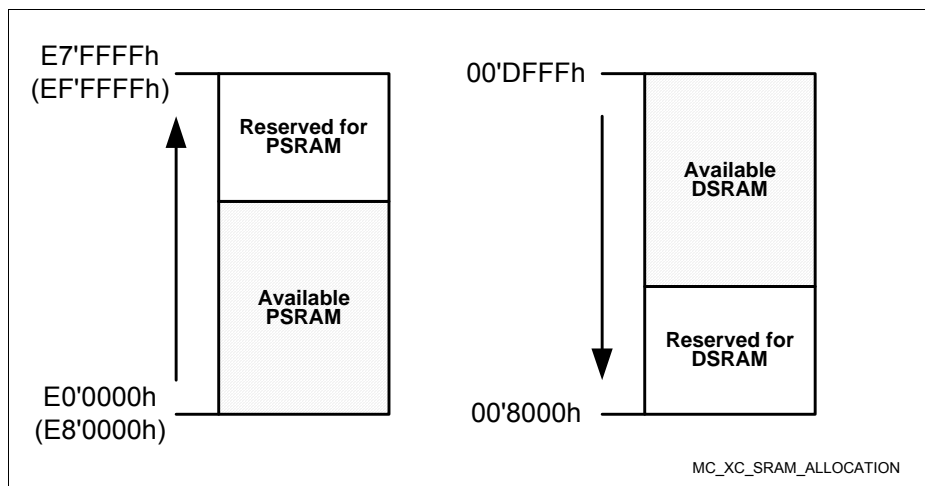 E7'FFFFh
(EF'FFFFh)
Reserved for
PSRAM
Available
PSRAM
E0'0000h
(E8'0000h)
00'DFFFh
Available
DSRAM
Reserved for
DSRAM
00'8000h
MC_XC_SRAM_ALLOCATION